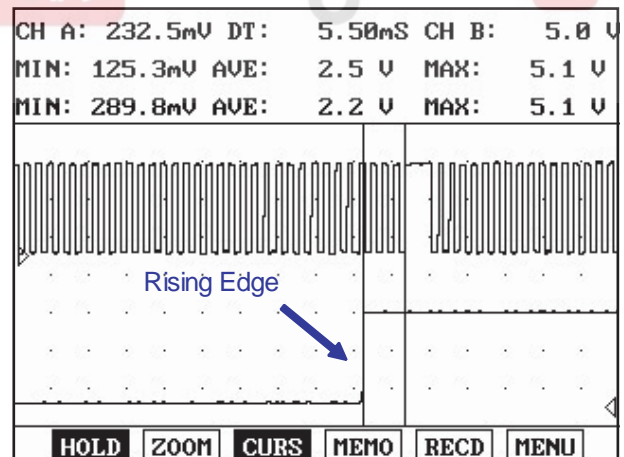 CH A: 232.5mV DT: 5.50mS CH B: 5.0 V
MIN: 125.3mV AVE: 2.5 V MAX: 5.1 V
MIN: 289.8mV AVE: 2.2 V MAX: 5.1 V
Rising Edge
HOLD ZOOM CURS MEMO RECD MENU